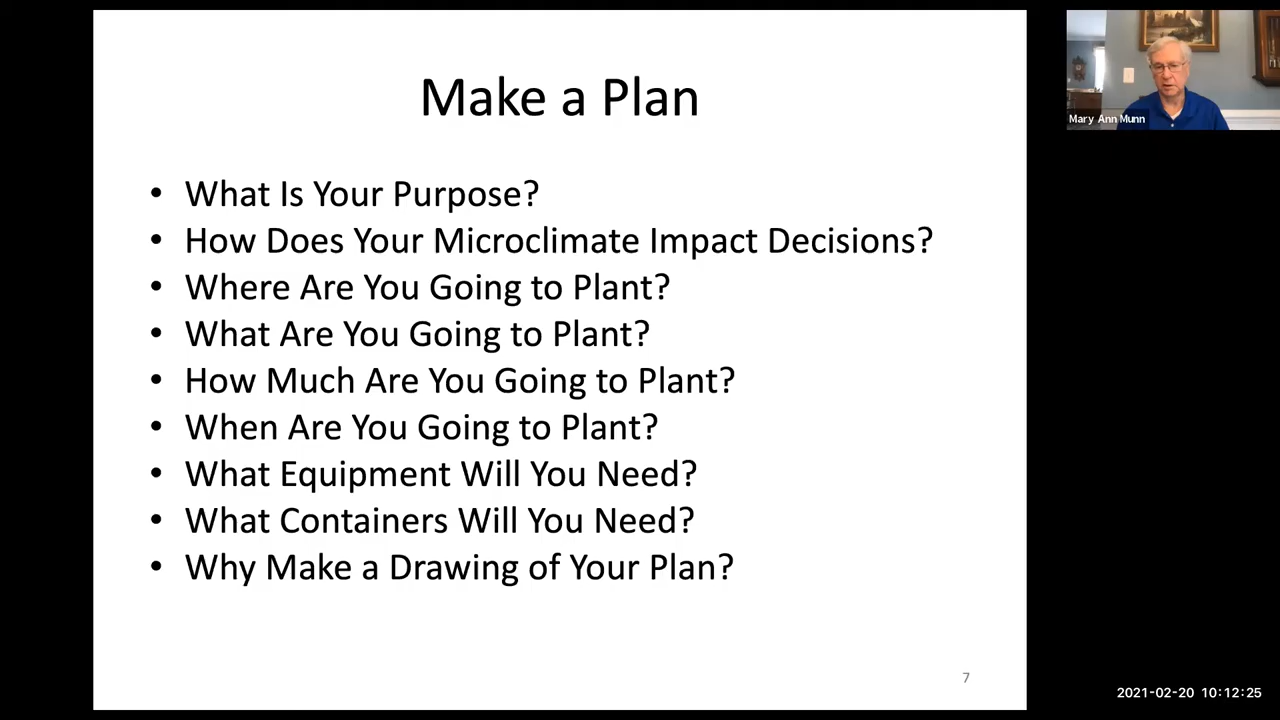 Make a Plan
• What Is Your Purpose?
• How Does Your Microclimate Impact Decisions?
• Where Are You Going to Plant?
• What Are You Going to Plant?
• How Much Are You Going to Plant?
• When Are You Going to Plant?
• What Equipment Will You Need?
• What Containers Will You Need?
• Why Make a Drawing of Your Plan?
7
Mary Ann Munn
2021-02-20 10:12:25